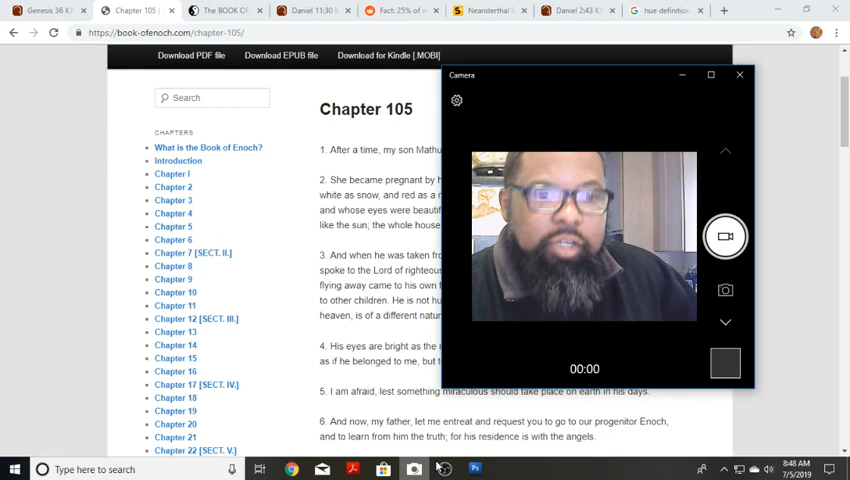 Genesis 36 KA
Chapter 105 |
The BOOK OF
Daniel 11:30 K
Fact: 25% of w
Neanderthal S
Daniel 2:43 KA
hue definition
https://book-ofenoch.com/chapter-105/
Download PDF file Download EPUB file Download for Kindle [.MOBI]
Camera
Search
CHAPTERS
What is the Book of Enoch?
Introduction
Chapter I
Chapter 2
Chapter 3
Chapter 4
Chapter 5
Chapter 6
Chapter 7 [SECT. II.]
Chapter 8
Chapter 9
Chapter 10
Chapter 11
Chapter 12 [SECT. III.]
Chapter 13
Chapter 14
Chapter 15
Chapter 16
Chapter 17 [SECT. IV.]
Chapter 18
Chapter 19
Chapter 20
Chapter 21
Chapter 22 [SECT. V.]
Chapter 105
1. After a time, my son Mathu
2. She became pregnant by h
white as snow, and red as a r
and whose eyes were beautif
like the sun; the whole house
3. And when he was taken fro
spoke to the Lord of righteous
flying away came to his own f
to other children. He is not hu
heaven, is of a different natur
4. His eyes are bright as the r
as if he belonged to me, but t
5. I am afraid, lest something miraculous should take place on earth in his days.
6. And now, my father, let me entreat and request you to go to our progenitor Enoch,
and to learn from him the truth; for his residence is with the angels.
00:00
Type here to search
Ps
8:48 AM
7/5/2019